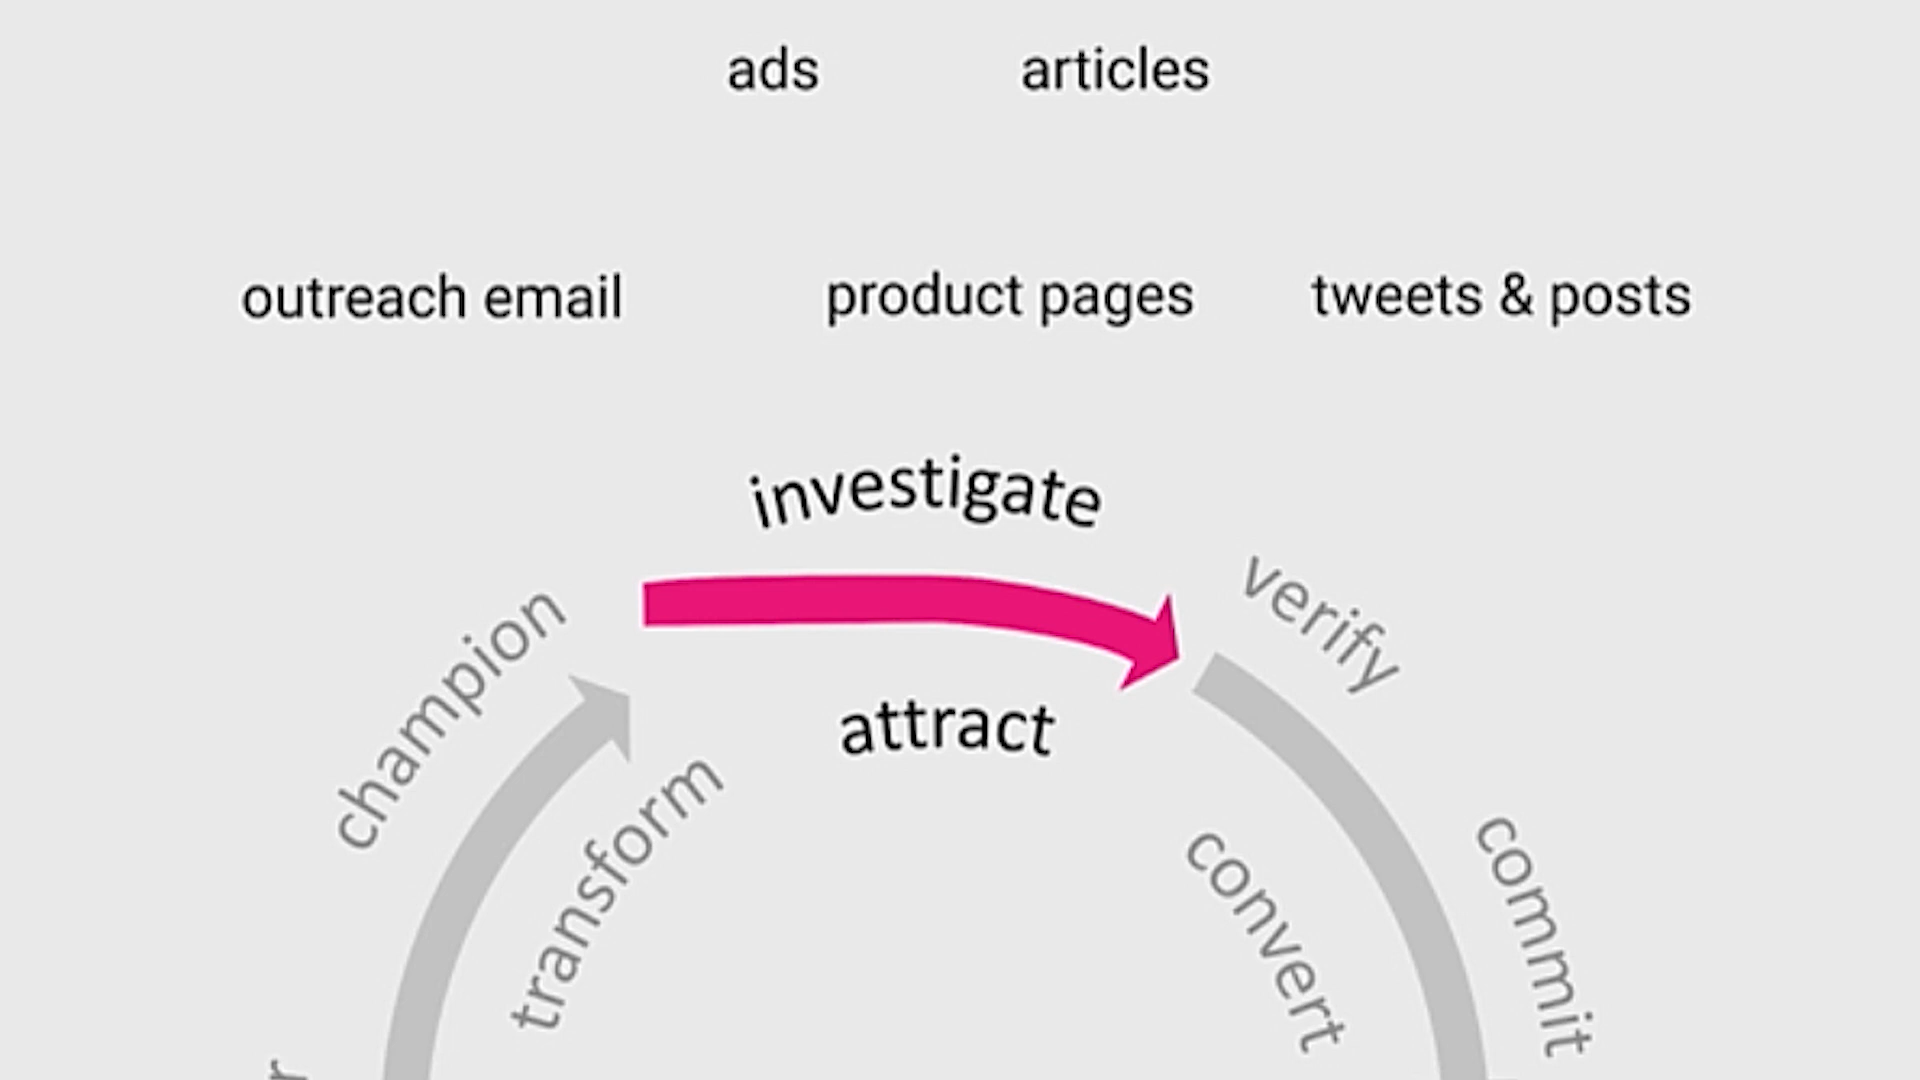 ads articles
outreach email product pages tweets & posts
investigate
verify
champion
attract
transform
convert
commit